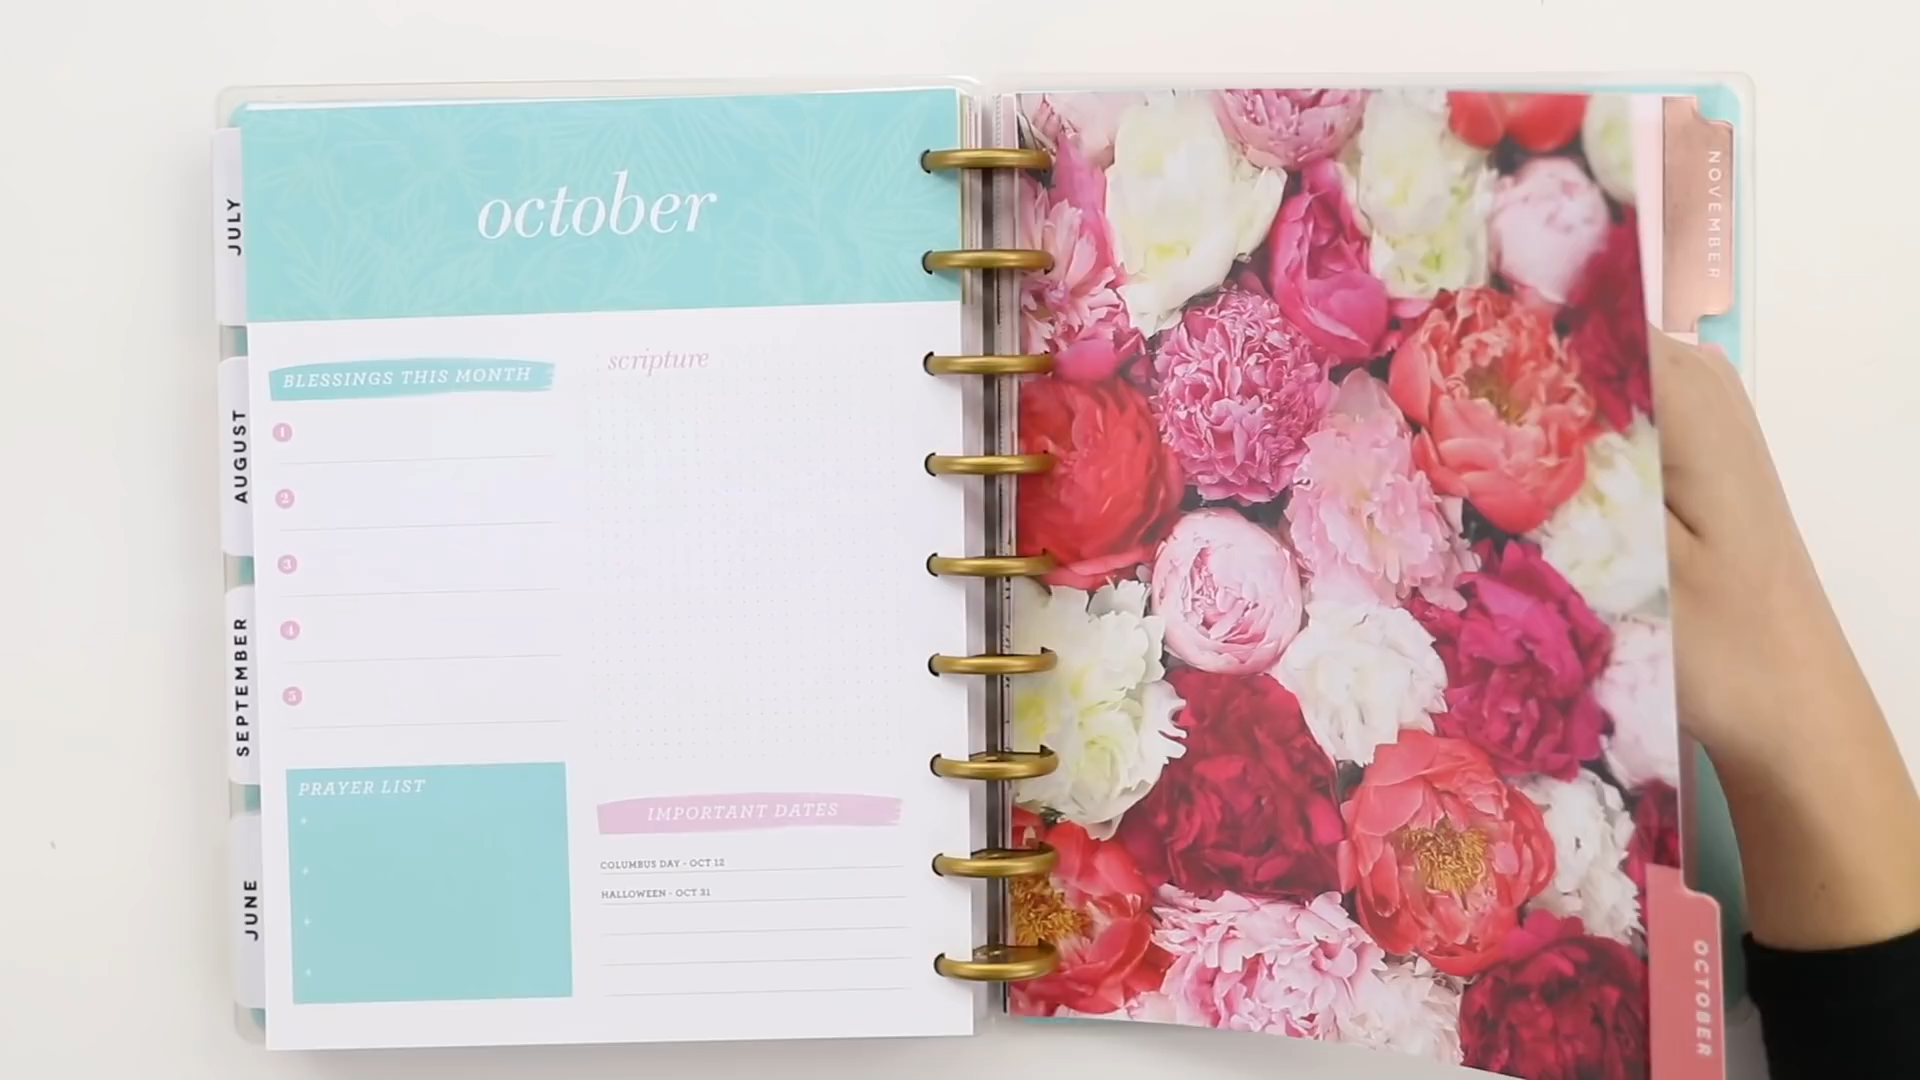 october
JULY
AUGUST
SEPTEMBER
JUNE
BLESSINGS THIS MONTH
1
2
3
4
5
PRAYER LIST
scripture
IMPORTANT DATES
COLUMBUS DAY - OCT 12
HALLOWEEN - OCT 31
NOVEMBER
OCTOBER